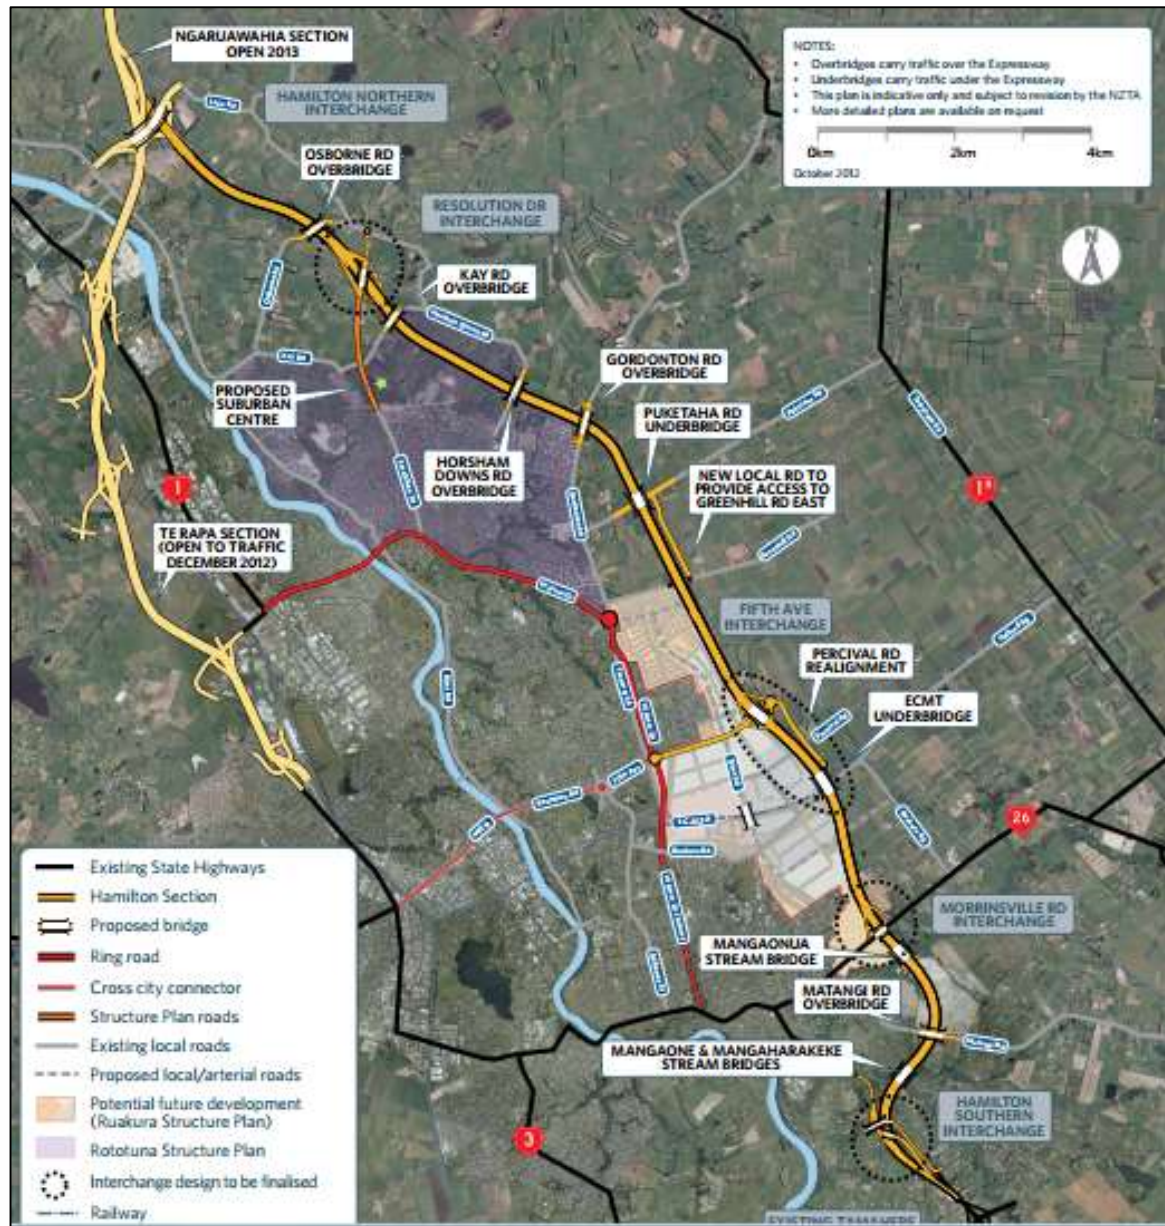 NGARUAWAHIA SECTION
OPEN 2013
HAMILTON NORTHERN
INTERCHANGE
OSBORNE RD
OVERBRIDGE
RESOLUTION DR
INTERCHANGE
KAY RD
OVERBRIDGE
NOTES:
• Overbridges carry traffic over the Expressway
• Underbridges carry traffic under the Expressway
• This plan is indicative only and subject to revision by the NZTA
• More detailed plans are available on request
0km
2km
4km
October 2012
N
GORDONTON RD
OVERBRIDGE
PROPOSED
SUBURBAN
CENTRE
PUKETAHA RD
UNDERBRIDGE
HORSHAM
DOWNS RD
OVERBRIDGE
NEW LOCAL RD TO
PROVIDE ACCESS TO
GREENHILL RD EAST
1
TE RAPA SECTION
(OPEN TO TRAFFIC
DECEMBER 2012)
FIFTH AVE
INTERCHANGE
PERCIVAL RD
REALIGNMENT
ECMT
UNDERBRIDGE
26
MORRINSVILLE RD
INTERCHANGE
MANGAONUA
STREAM BRIDGE
MATANGI RD
OVERBRIDGE
MANGAONE & MANGAHARAKEKE
STREAM BRIDGES
HAMILTON
SOUTHERN
INTERCHANGE
3
EXISTING TAMAHERE
Existing State Highways
Hamilton Section
Proposed bridge
Ring road
Cross city connector
Structure Plan roads
Existing local roads
Proposed local/arterial roads
Potential future development
(Ruakura Structure Plan)
Rototuna Structure Plan
Interchange design to be finalised
Railway